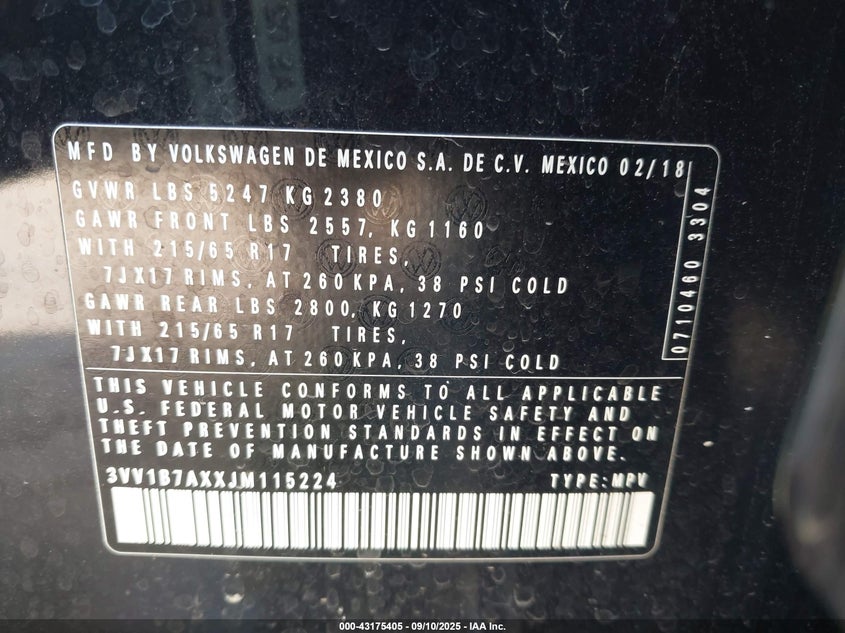 MFD BY VOLKSWAGEN DE MEXICO S.A. DE C.V. MEXICO 02/18
GVWR LBS 5247 KG 2380
GAWR FRONT LBS 2557, KG 1160
WITH 215/65 R17 TIRES,
7JX17 RIMS, AT 260 KPA, 38 PSI COLD
GAWR REAR LBS 2800, KG 1270
WITH 215/65 R17 TIRES,
7JX17 RIMS, AT 260 KPA, 38 PSI COLD
0710460 3304
THIS VEHICLE CONFORMS TO ALL APPLICABLE
U.S. FEDERAL MOTOR VEHICLE SAFETY AND
THEFT PREVENTION STANDARDS IN EFFECT ON
THE DATE OF MANUFACTURE SHOWN ABOVE.
3VV1B7AXXJM115224 TYPE: MPV
000-43175405 - 09/10/2025 - IAA Inc.